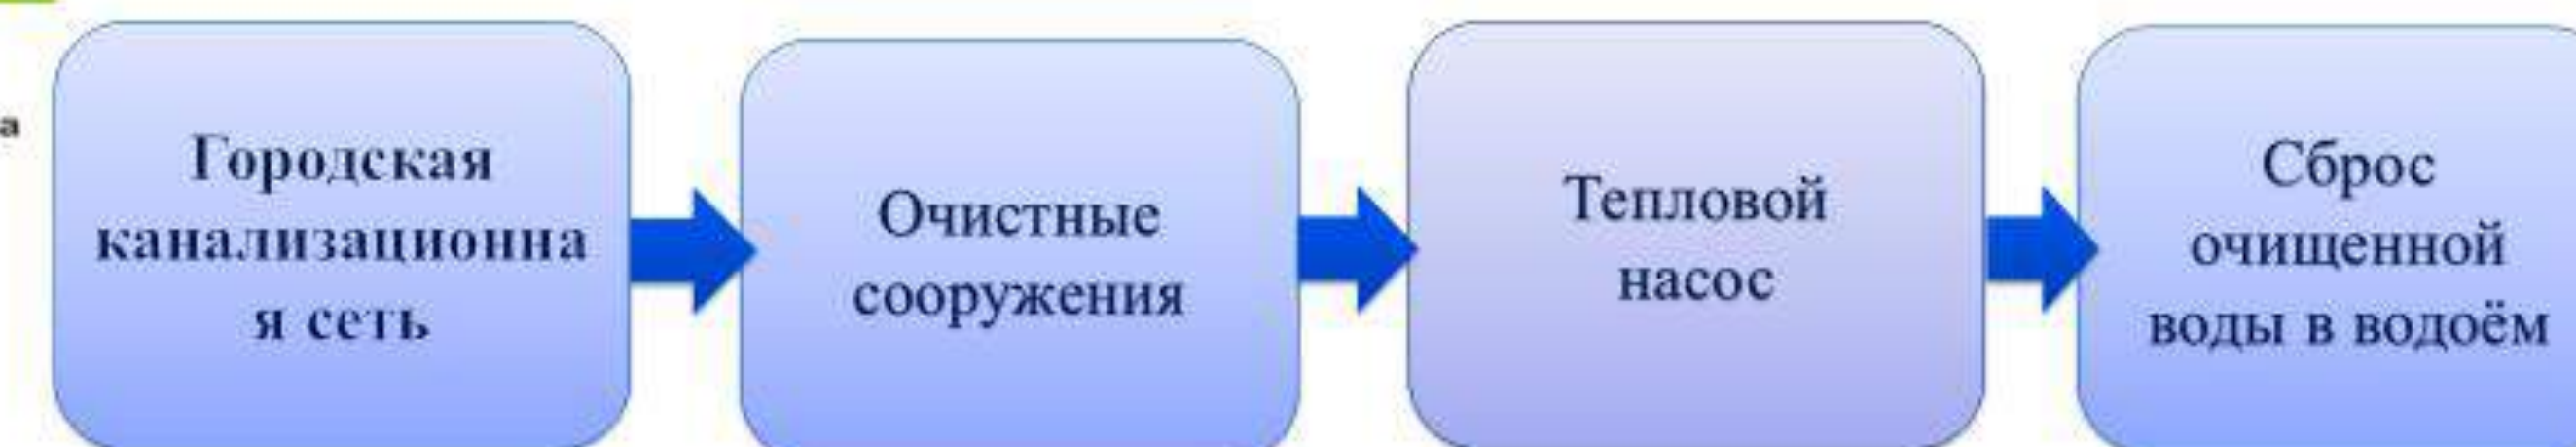 а
Городская
канализационна
я сеть
Очистные
сооружения
Тепловой
насос
Сброс
очищенной
воды в водоём